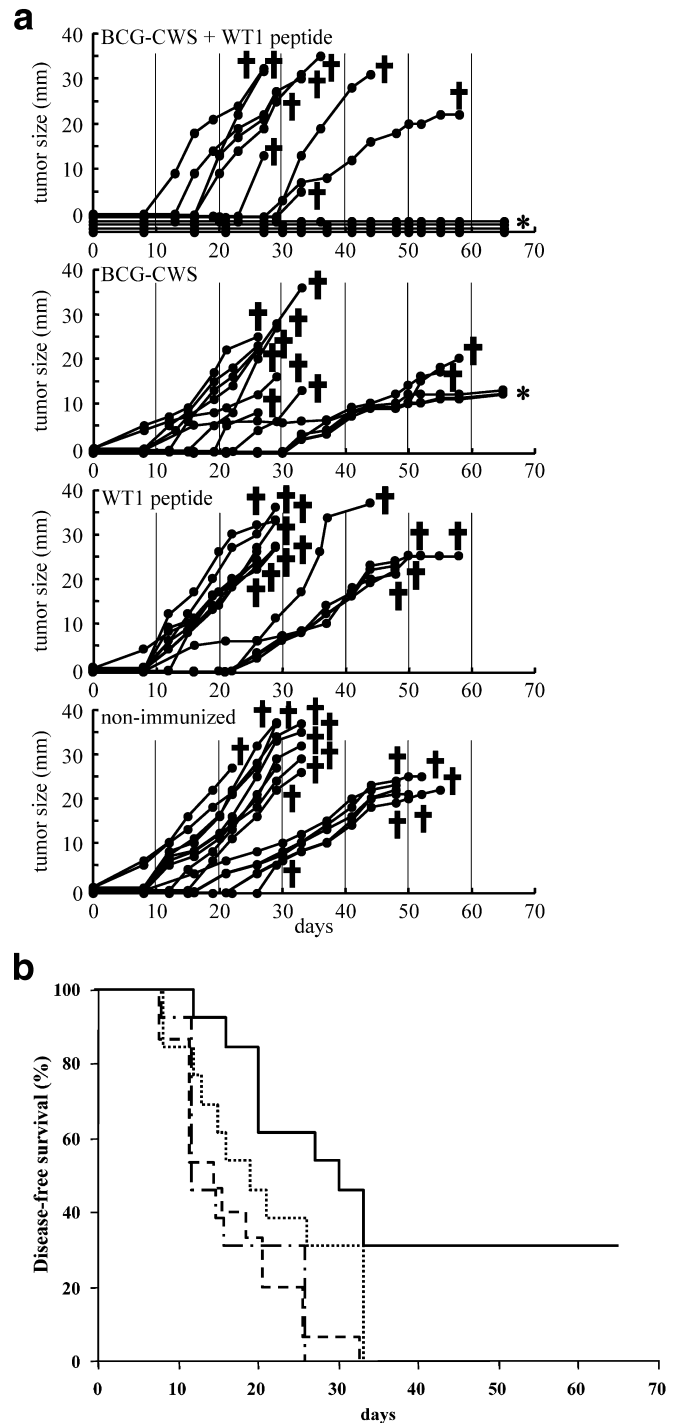 a
BCG-CWS + WT1 peptide
tumor size (mm)
40
30
20
10
0
✝ ✝ ✝ ✝ ✝ ✝ ✝ ✝ ✝
*
0 10 20 30 40 50 60 70
BCG-CWS
tumor size (mm)
40
30
20
10
0
*
0 10 20 30 40 50 60 70
WT1 peptide
tumor size (mm)
40
30
20
10
0
0 10 20 30 40 50 60 70
non-immunized
tumor size (mm)
40
30
20
10
0
0 10 20 30 40 50 60 70
days
b
Disease-free survival (%)
100
80
60
40
20
0
0 10 20 30 40 50 60 70
days